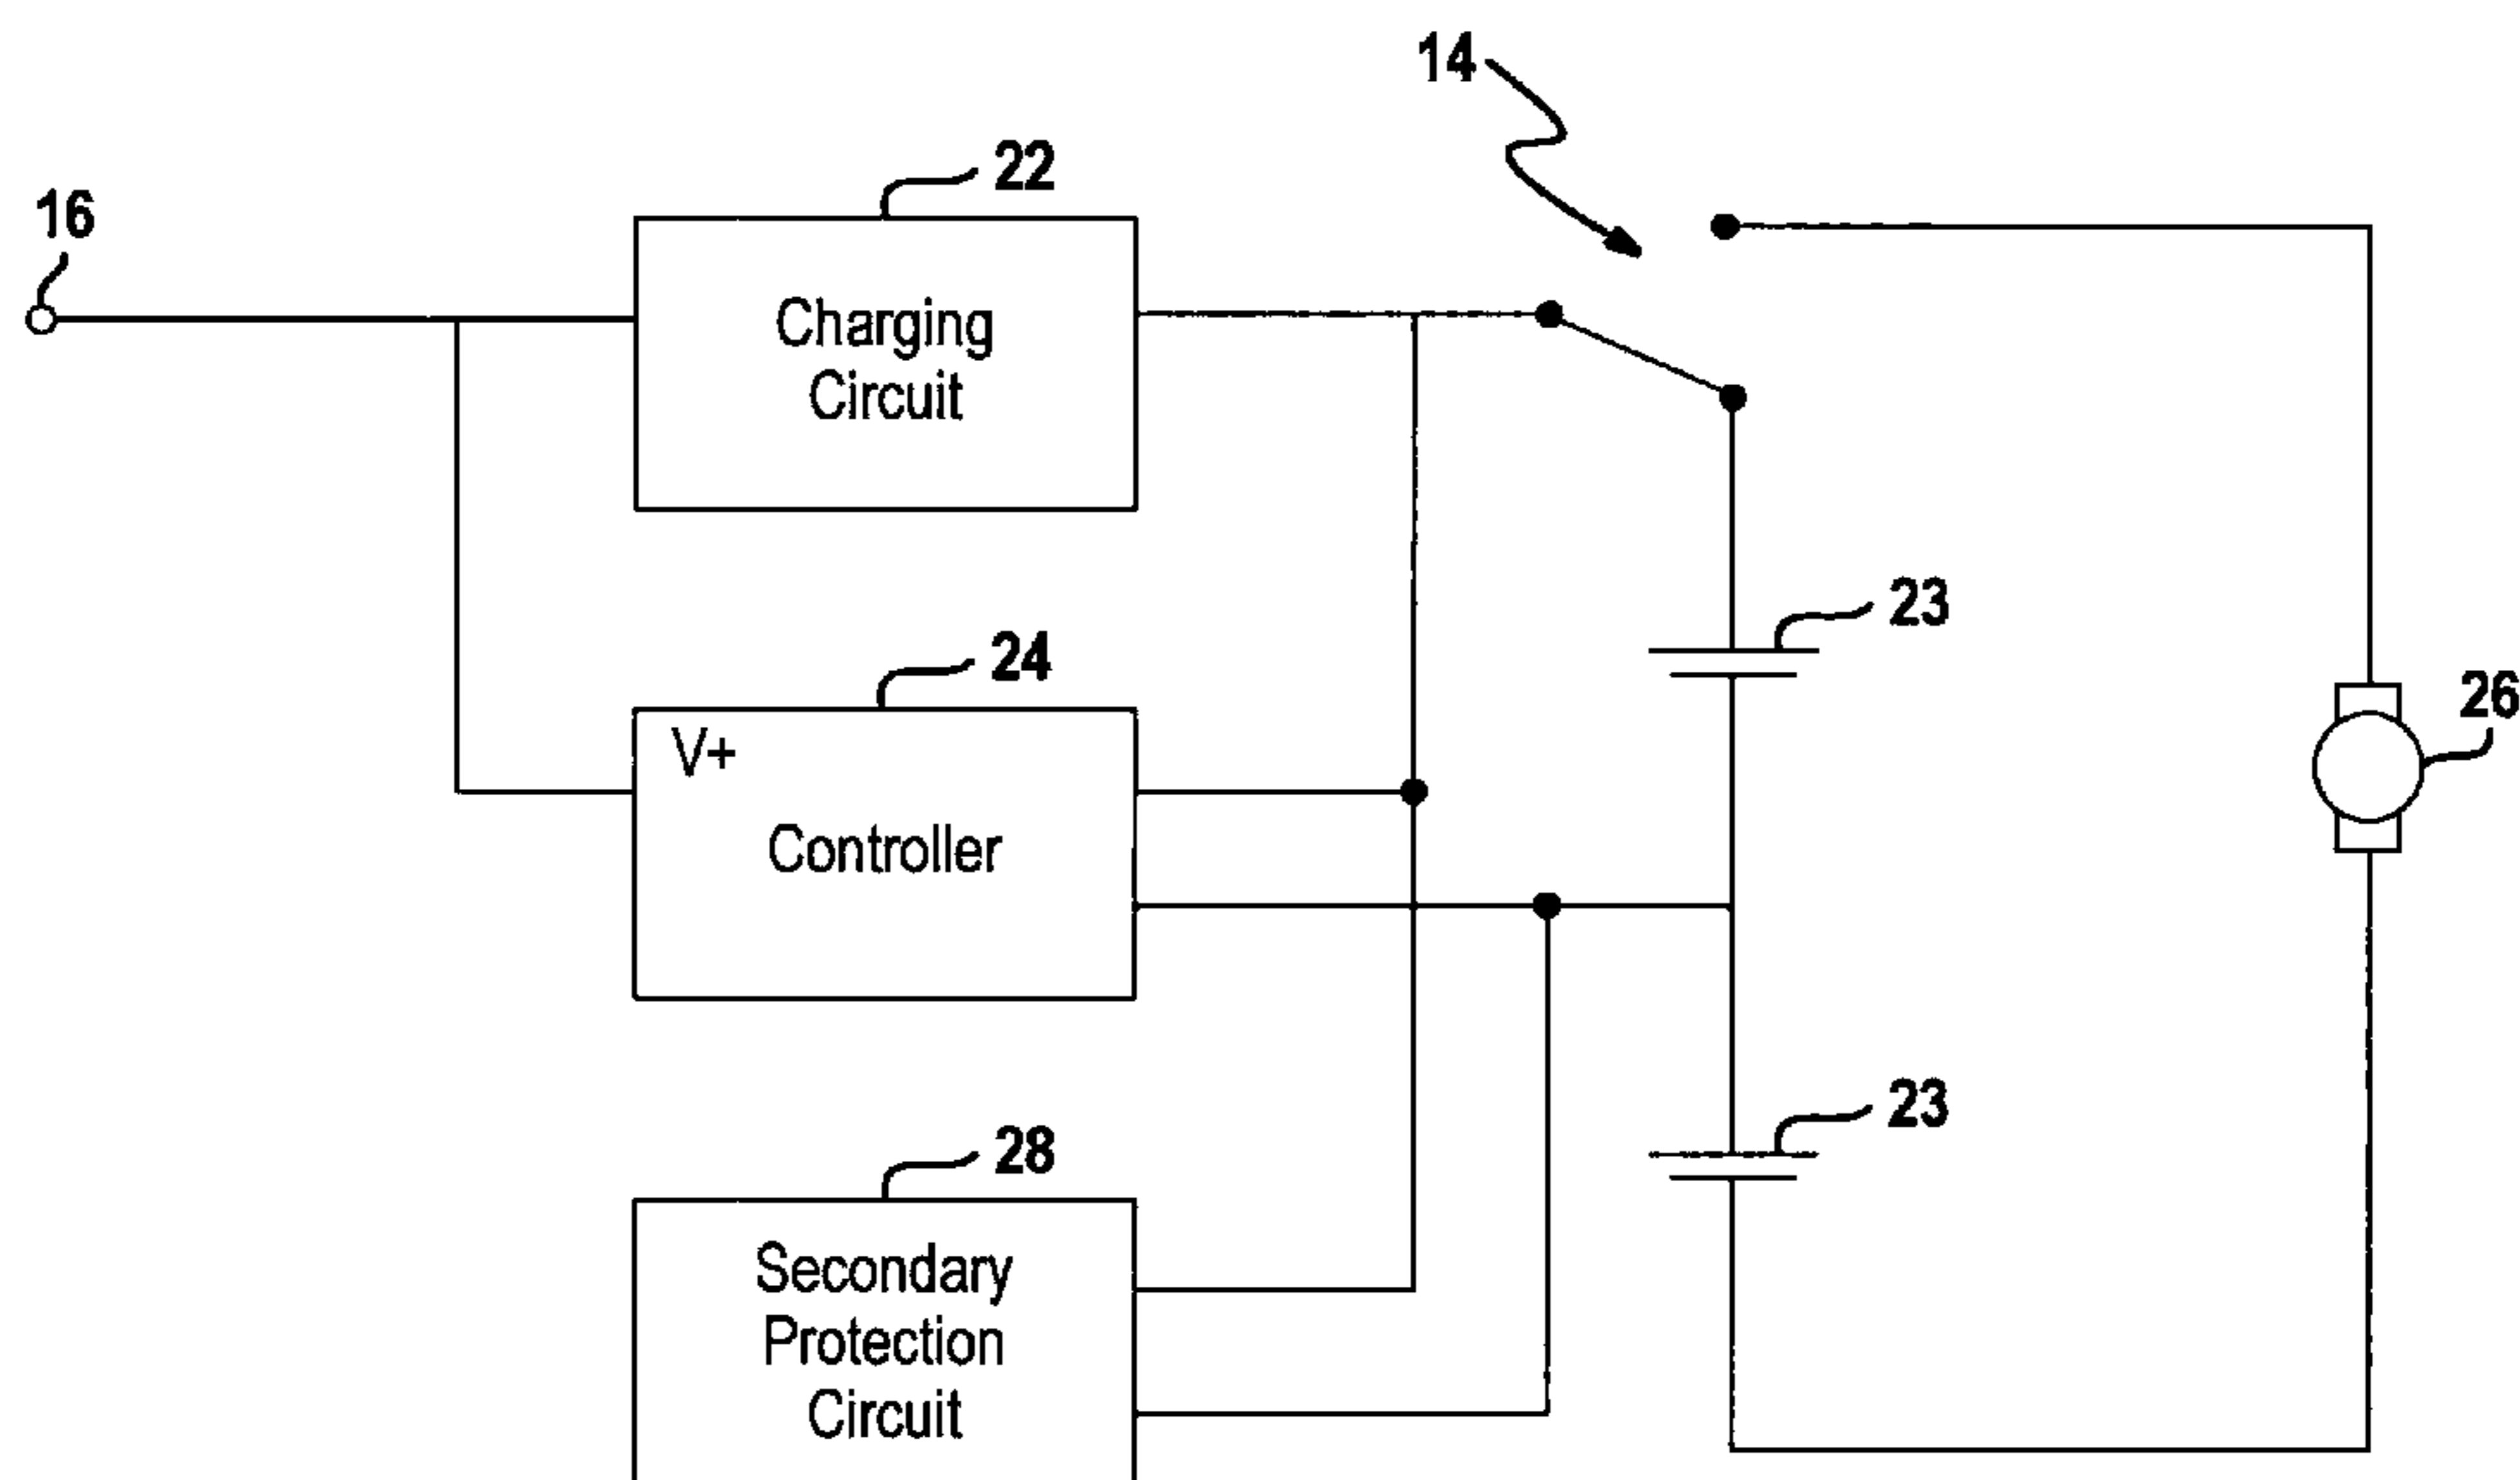 14
22
16
Charging
Circuit
23
24
26
V+
Controller
23
28
Secondary
Protection
Circuit